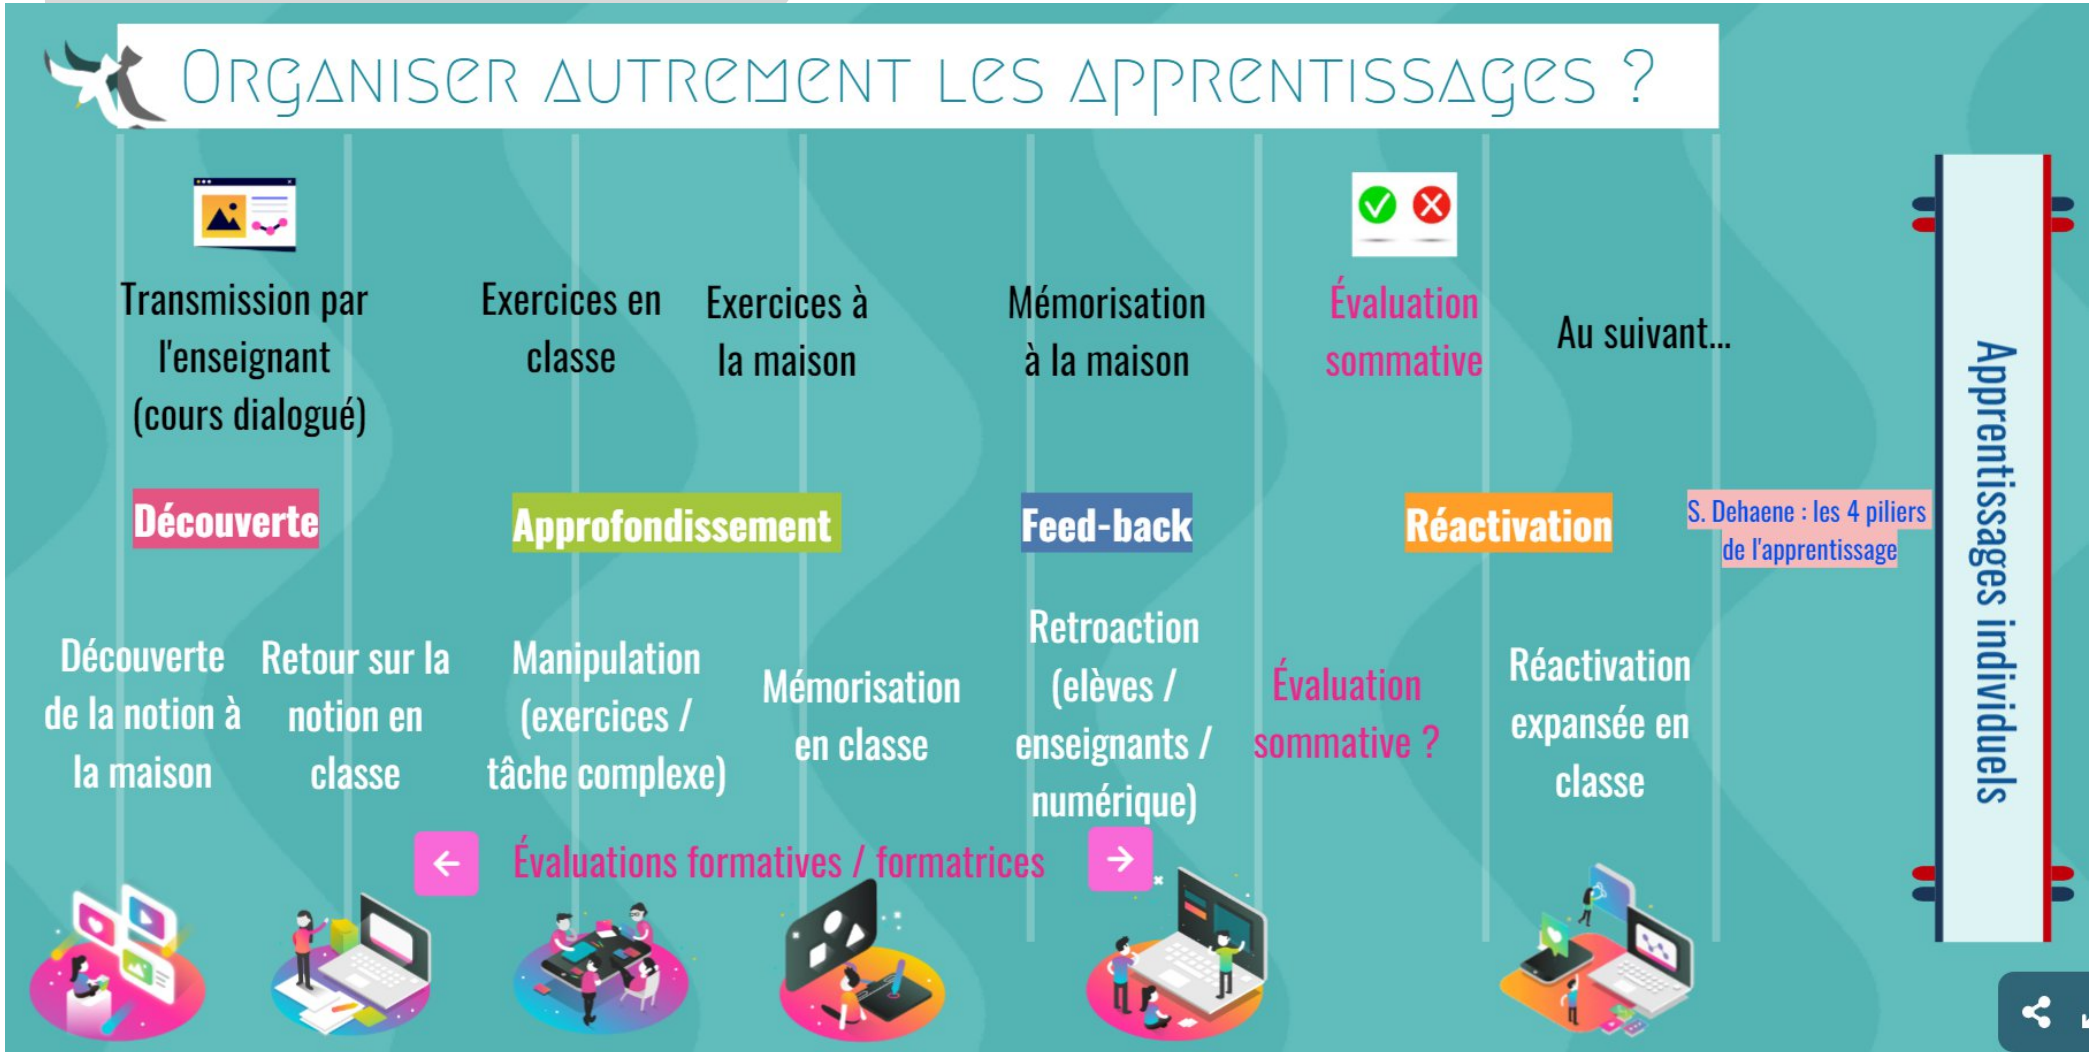 ORGANISER AUTREMENT LES APPRENTISSAGES ?
Transmission par
l'enseignant
(cours dialogué)
Exercices en
classe
Exercices à
la maison
Mémorisation
à la maison
Évaluation
sommative
Au suivant...
Découverte
Approfondissement
Feed-back
Réactivation
S. Dehaene : les 4 piliers
de l'apprentissage
Découverte
de la notion à
la maison
Retour sur la
notion en
classe
Manipulation
(exercices /
tâche complexe)
Mémorisation
en classe
Retroaction
(elèves /
enseignants /
numérique)
Évaluation
sommative ?
Réactivation
expansée en
classe
Évaluations formatives / formatrices
Apprentissages individuels